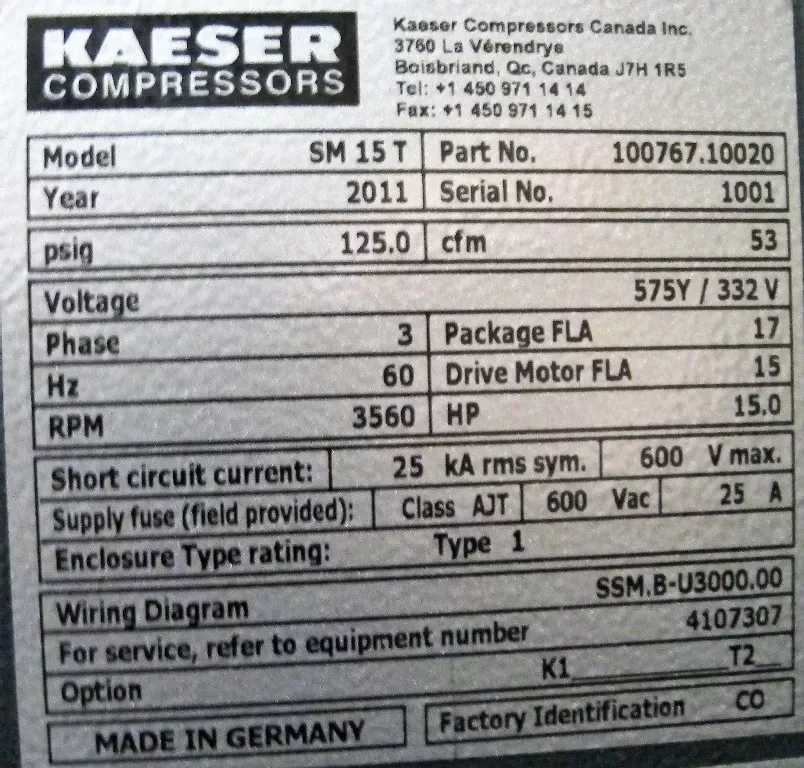 KAESER
COMPRESSORS
Kaeser Compressors Canada Inc.
3760 La Vérendrye
Boisbriand, Qc, Canada J7H 1R5
Tel: +1 450 971 14 14
Fax: +1 450 971 14 15
Model SM 15 T Part No. 100767.10020
Year 2011 Serial No. 1001
psig 125.0 cfm 53
Voltage 575Y / 332 V
Phase 3 Package FLA 17
Hz 60 Drive Motor FLA 15
RPM 3560 HP 15.0
Short circuit current: 25 kA rms sym. 600 V max.
Supply fuse (field provided): Class AJT 600 Vac 25 A
Enclosure Type rating: Type 1
Wiring Diagram SSM.B-U3000.00
For service, refer to equipment number 4107307
Option K1__________T2__
MADE IN GERMANY Factory Identification CO